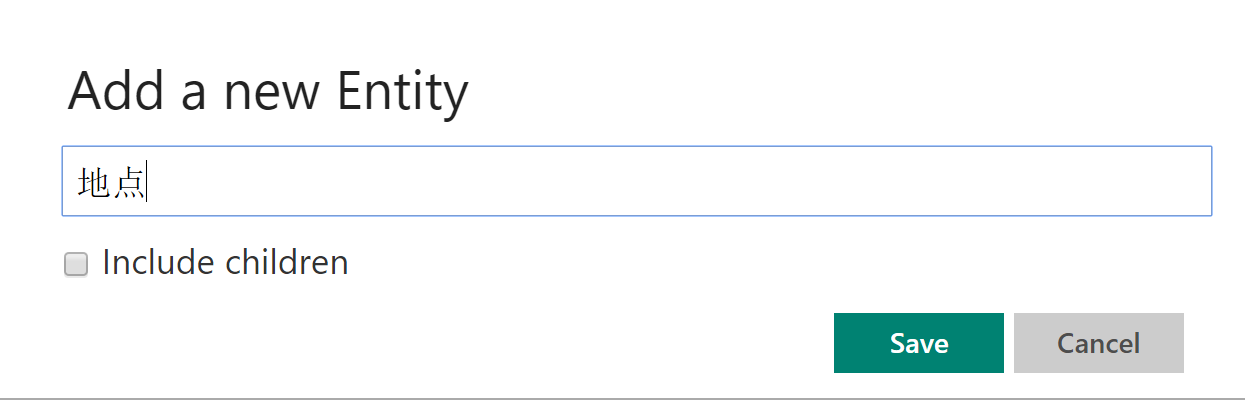 Add a new Entity
地点
Include children
Save Cancel